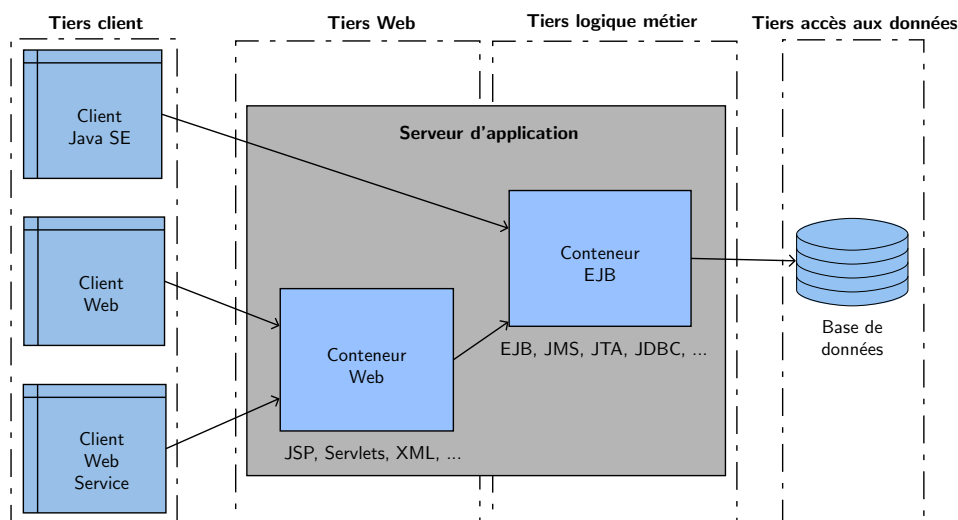 Tiers client
Tiers Web
Tiers logique métier
Tiers accès aux données
Client
Java SE
Serveur d'application
Client
Web
Conteneur
EJB
EJB, JMS, JTA, JDBC, ...
Base de
données
Conteneur
Web
JSP, Servlets, XML, ...
Client
Web
Service